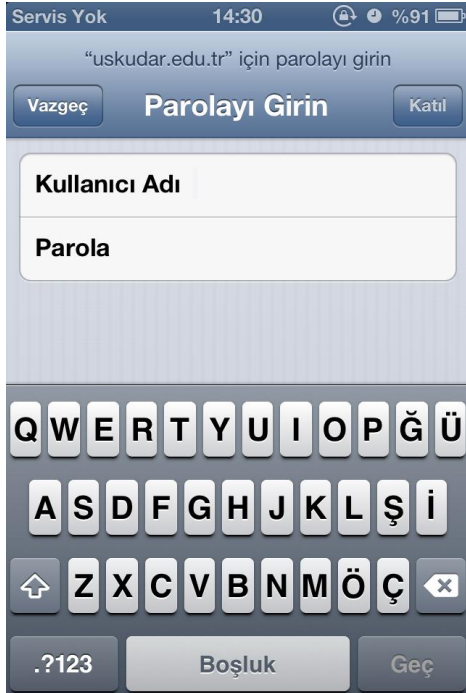 Servis Yok 14:30 %91
“uskudar.edu.tr” için parolayı girin
Vazgeç Parolayı Girin Katıl
Kullanıcı Adı
Parola
Q W E R T Y U I O P Ğ Ü
A S D F G H J K L Ş İ
Z X C V B N M Ö Ç
.?123 Boşluk Geç